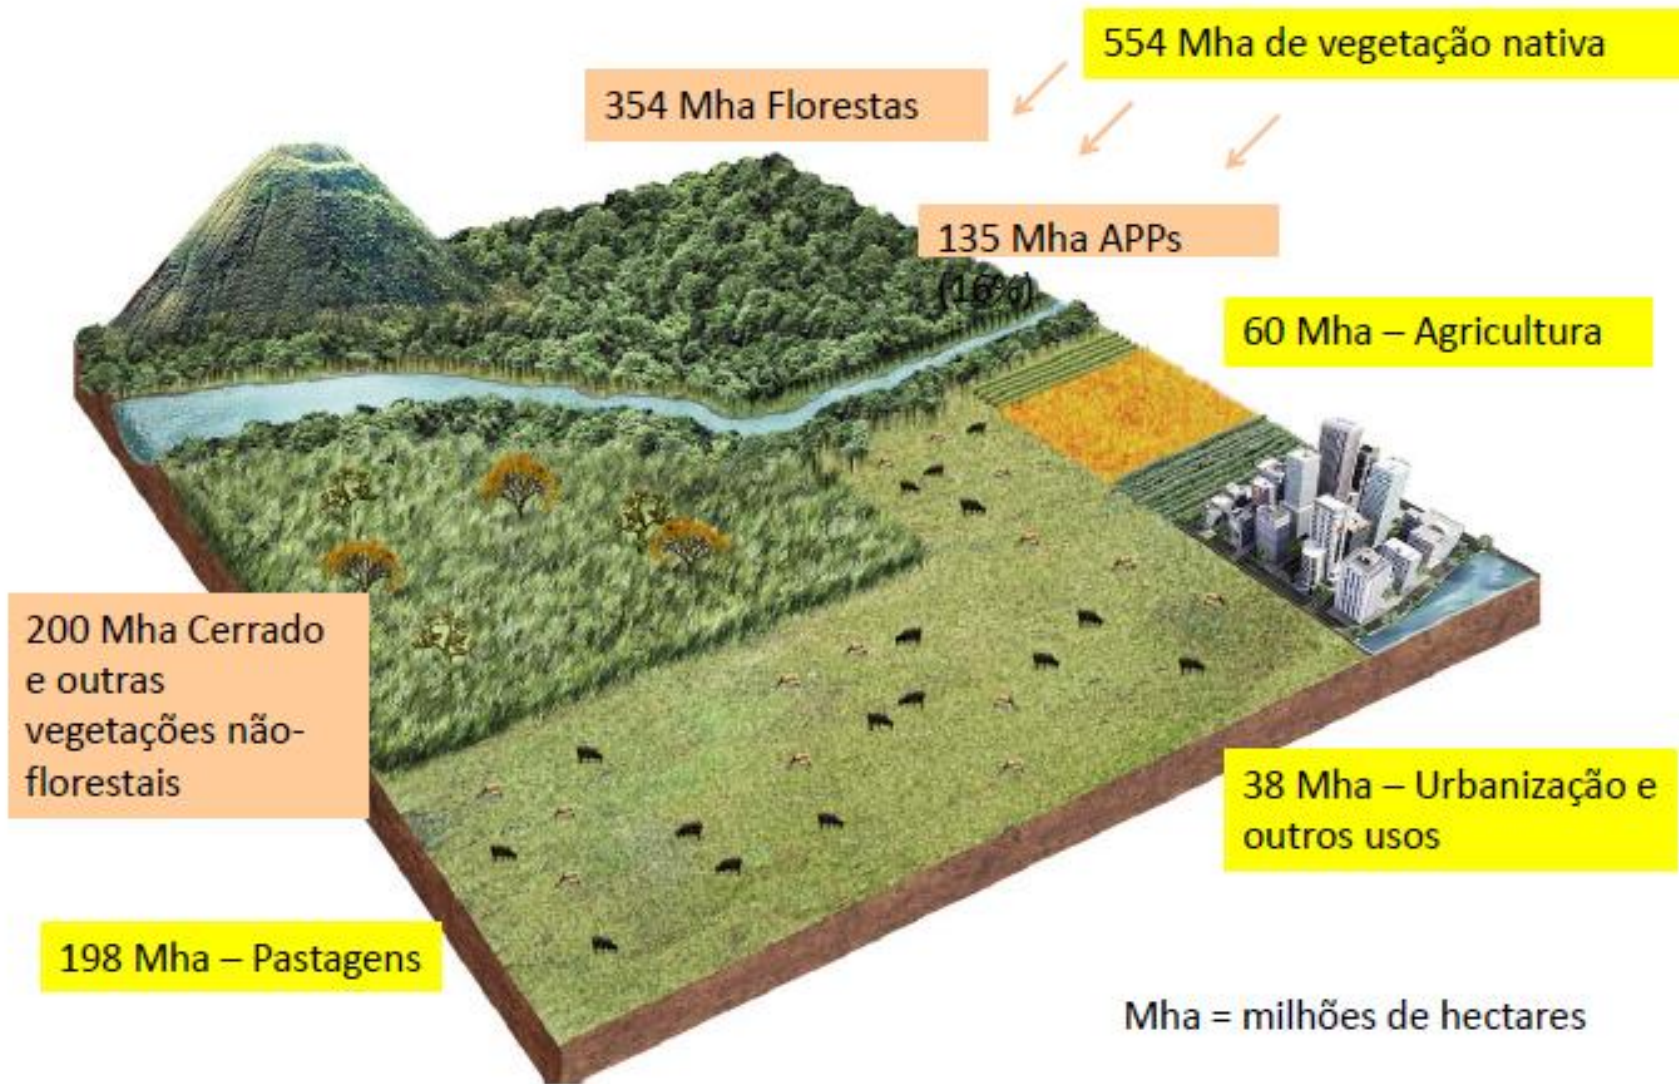 554 Mha de vegetação nativa
354 Mha Florestas
135 Mha APPs
(16%)
60 Mha – Agricultura
200 Mha Cerrado
e outras
vegetações não-
florestais
38 Mha – Urbanização e
outros usos
198 Mha – Pastagens
Mha = milhões de hectares